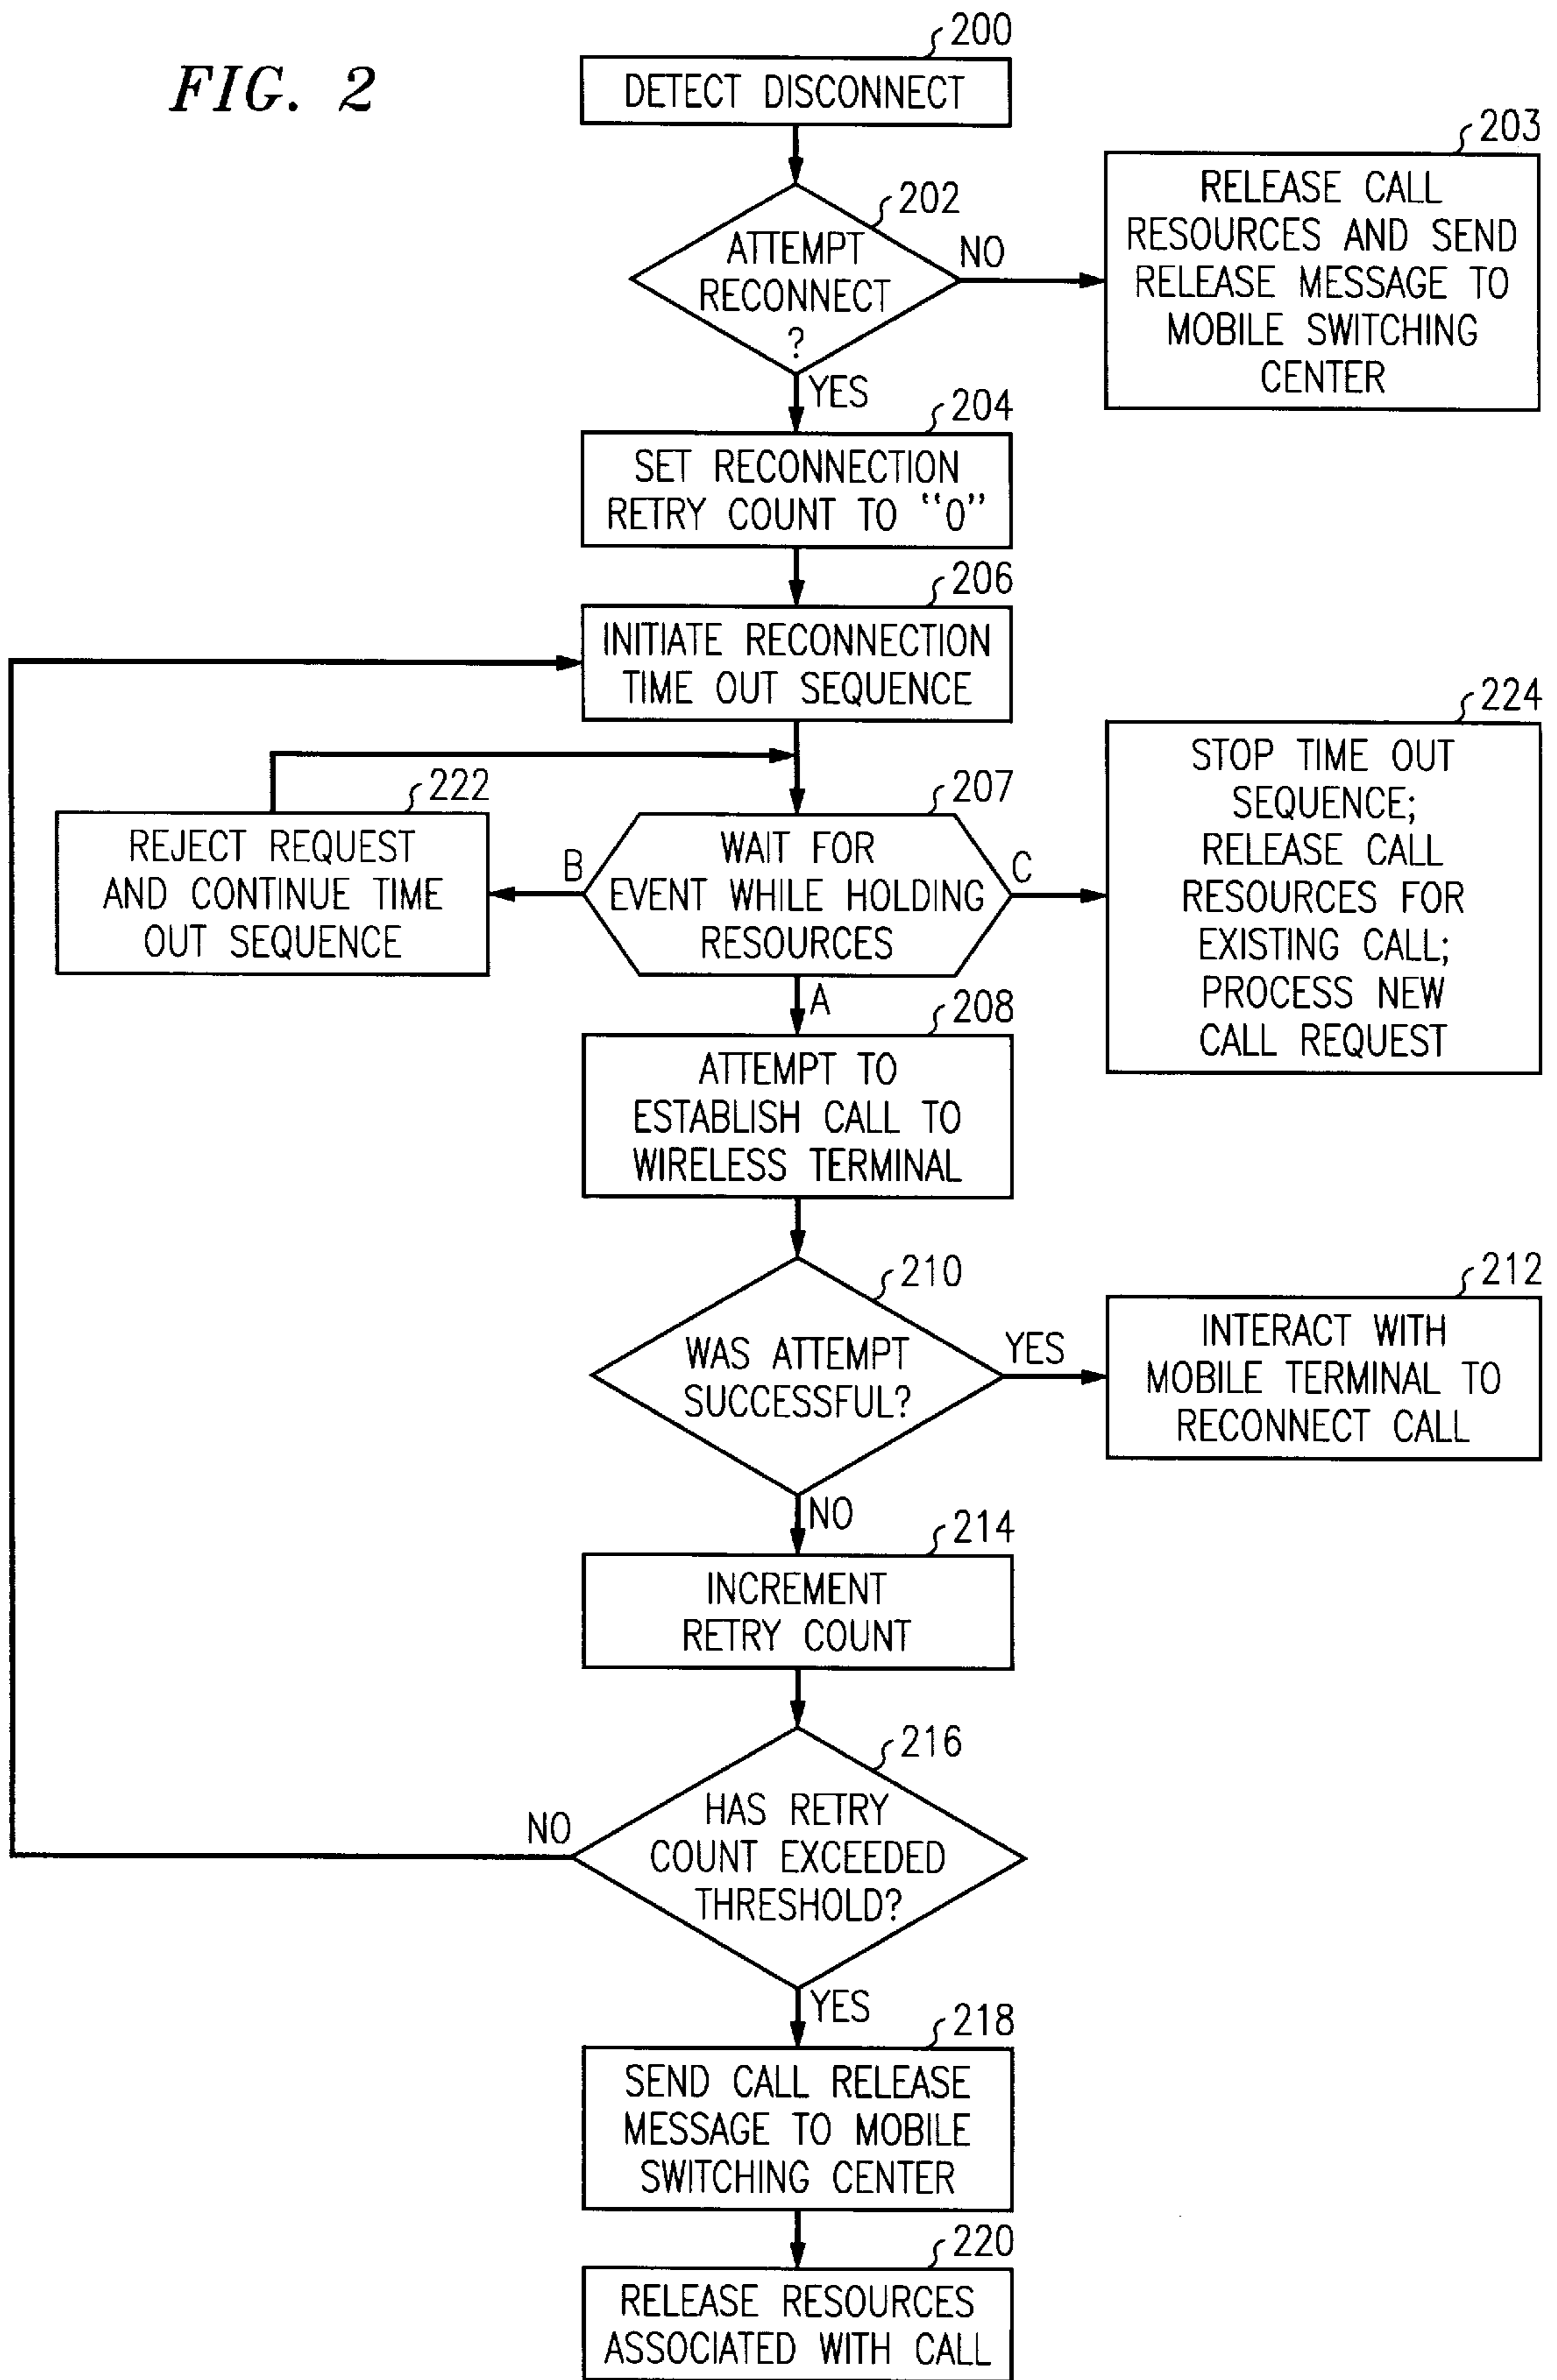 FIG. 2
200
DETECT DISCONNECT
203
RELEASE CALL
RESOURCES AND SEND
RELEASE MESSAGE TO
MOBILE SWITCHING
CENTER
202
ATTEMPT
RECONNECT
?
NO
YES
204
SET RECONNECTION
RETRY COUNT TO “0”
206
INITIATE RECONNECTION
TIME OUT SEQUENCE
224
STOP TIME OUT
SEQUENCE;
RELEASE CALL
RESOURCES FOR
EXISTING CALL;
PROCESS NEW
CALL REQUEST
222
REJECT REQUEST
AND CONTINUE TIME
OUT SEQUENCE
207
B
WAIT FOR
EVENT WHILE HOLDING
RESOURCES
C
A
208
ATTEMPT TO
ESTABLISH CALL TO
WIRELESS TERMINAL
210
WAS ATTEMPT
SUCCESSFUL?
YES
212
INTERACT WITH
MOBILE TERMINAL TO
RECONNECT CALL
NO
214
INCREMENT
RETRY COUNT
216
HAS RETRY
COUNT EXCEEDED
THRESHOLD?
NO
YES
218
SEND CALL RELEASE
MESSAGE TO MOBILE
SWITCHING CENTER
220
RELEASE RESOURCES
ASSOCIATED WITH CALL